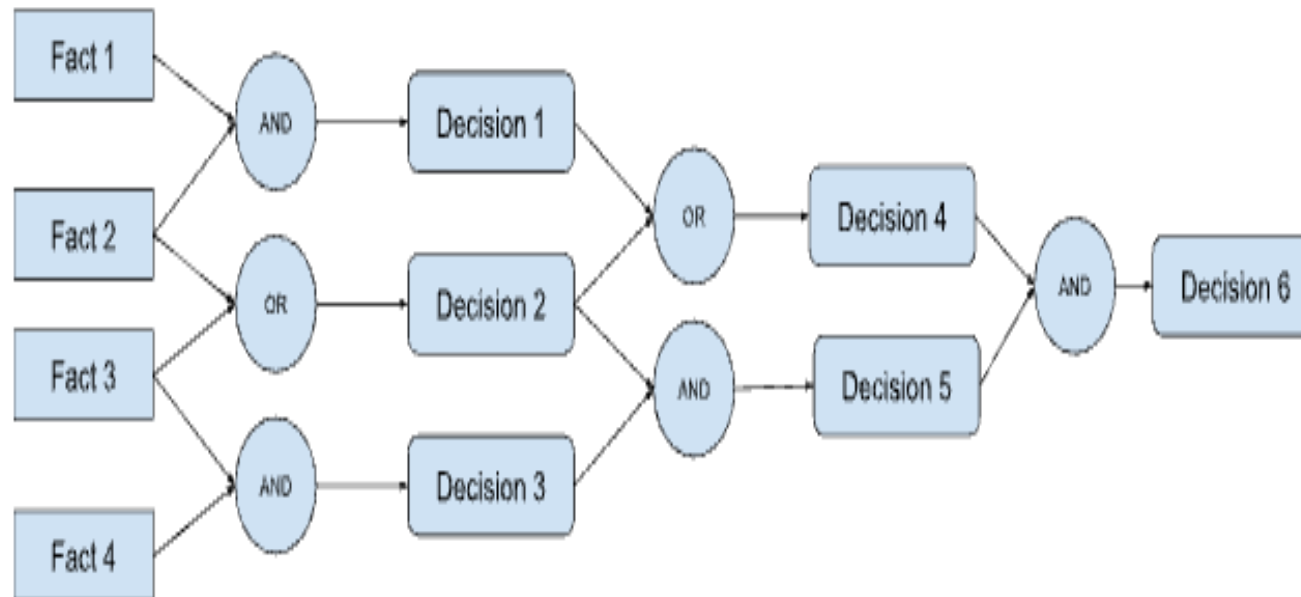 Fact 1
AND
Decision 1
Fact 2
OR
Decision 4
OR
Decision 2
AND
Decision 6
Fact 3
AND
Decision 5
AND
Decision 3
Fact 4